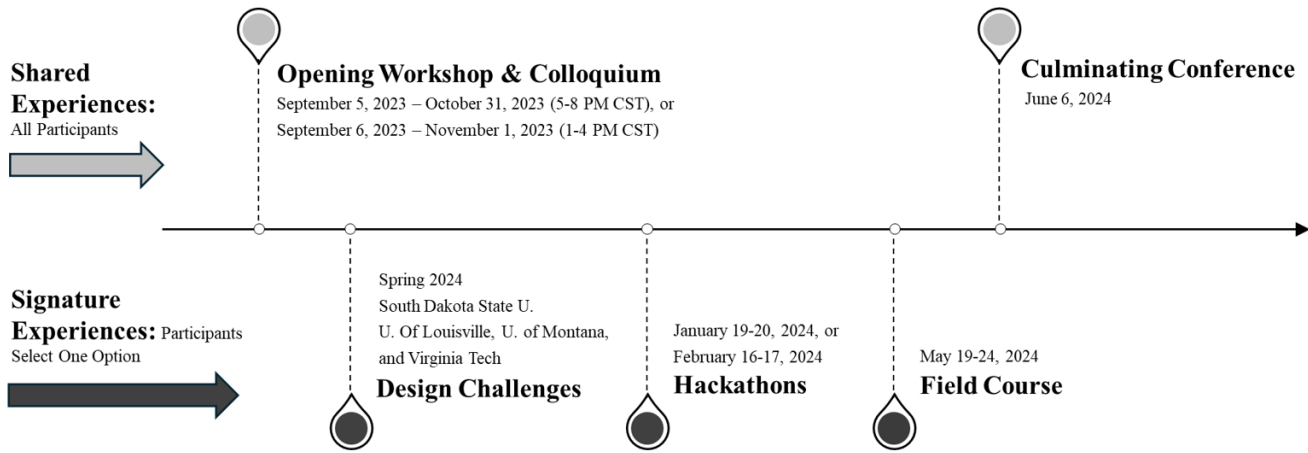 Shared
Experiences:
All Participants
Opening Workshop & Colloquium
September 5, 2023 – October 31, 2023 (5-8 PM CST), or
September 6, 2023 – November 1, 2023 (1-4 PM CST)
Culminating Conference
June 6, 2024
Signature
Experiences: Participants
Select One Option
Spring 2024
South Dakota State U.
U. Of Louisville, U. of Montana,
and Virginia Tech
Design Challenges
January 19-20, 2024, or
February 16-17, 2024
Hackathons
May 19-24, 2024
Field Course